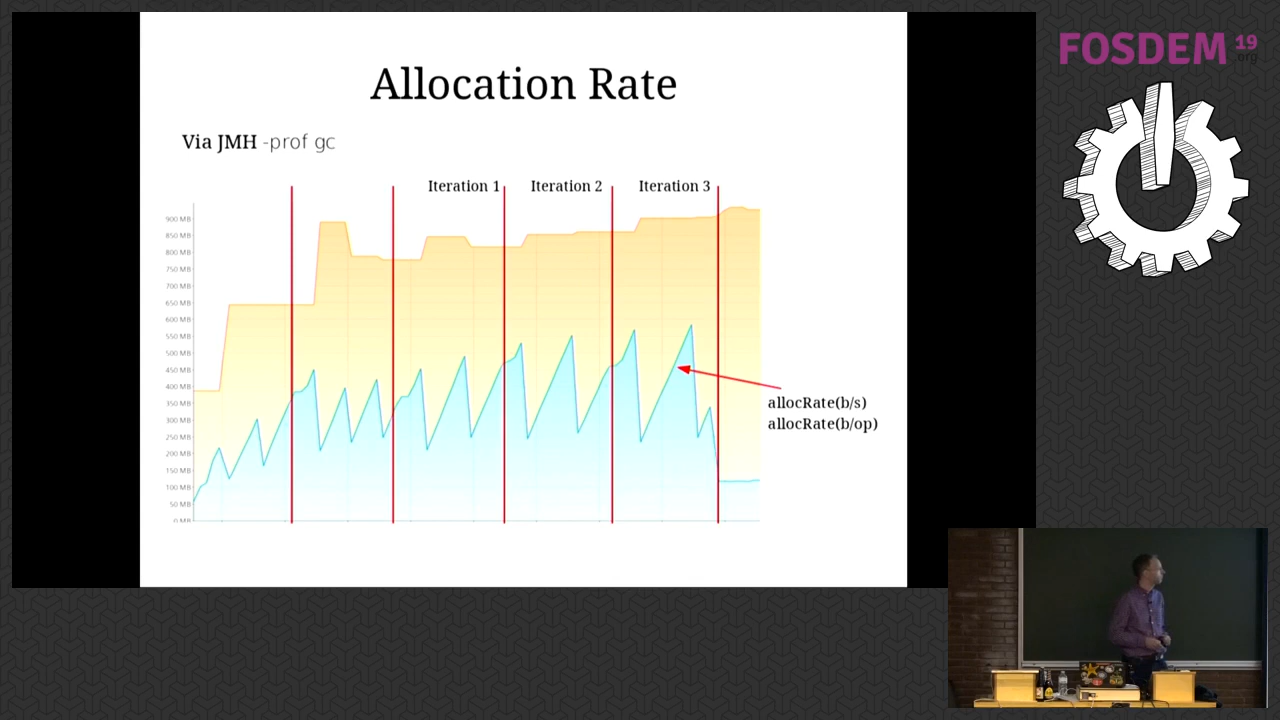 FOSDEM 19
.org
Allocation Rate
Via JMH -prof gc
Iteration 1
Iteration 2
Iteration 3
900 MB
850 MB
800 MB
750 MB
700 MB
650 MB
600 MB
550 MB
500 MB
450 MB
400 MB
350 MB
300 MB
250 MB
200 MB
150 MB
100 MB
50 MB
0 MB
allocRate(b/s)
allocRate(b/op)